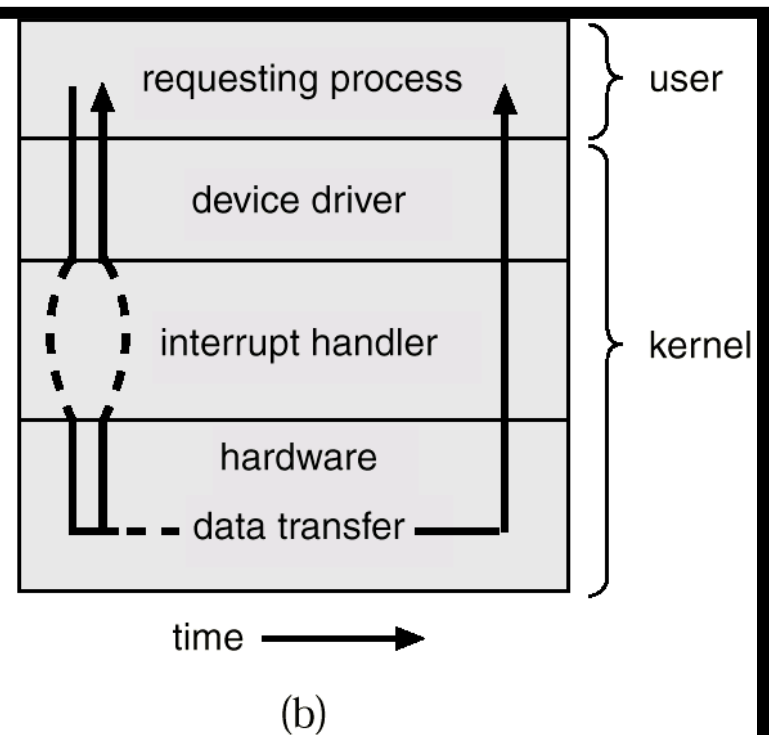 requesting process
user
device driver
interrupt handler
kernel
hardware
data transfer
time
(b)